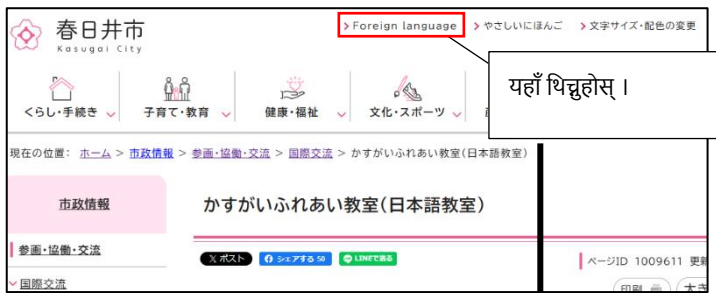 春日井市
Kasugai City
>Foreign language >やさしいにほんご >文字サイズ・配色の変更
यहाँ थिच्नुहोस् ।
くらし・手続き 子育て・教育 健康・福祉 文化・スポーツ
現在の位置: ホーム > 市政情報 > 参画・協働・交流 > 国際交流 > かすがいふれあい教室(日本語教室)
市政情報
かすがいふれあい教室(日本語教室)
参画・協働・交流
国際交流
X ポスト シェアする 50 LINEで送る
ページID 1009611 更新
印刷 大き